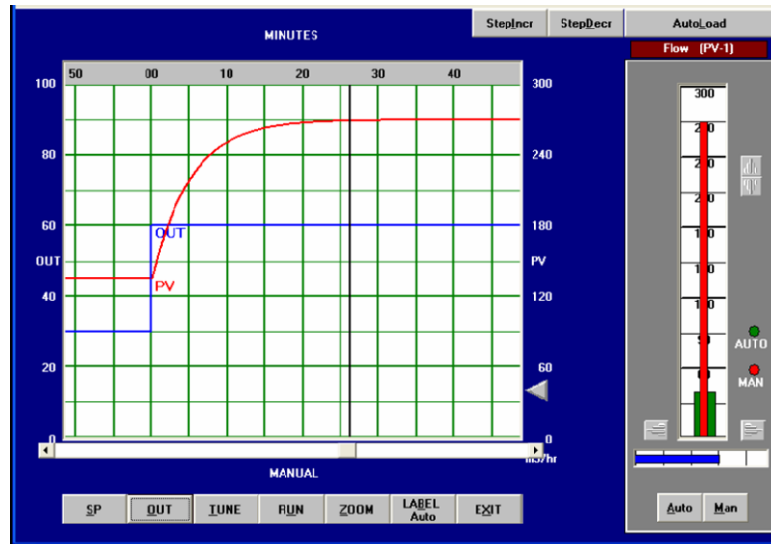 StepIncr StepDecr AutoLoad
MINUTES
Flow (PV-1)
50 00 10 20 30 40
100 300
300
80 240
60 180
OUT
OUT PV
PV
40 120
AUTO
20 60
MAN
0 0
m3/hr
MANUAL
SP OUT TUNE RUN ZOOM LABEL Auto EXIT
Auto Man